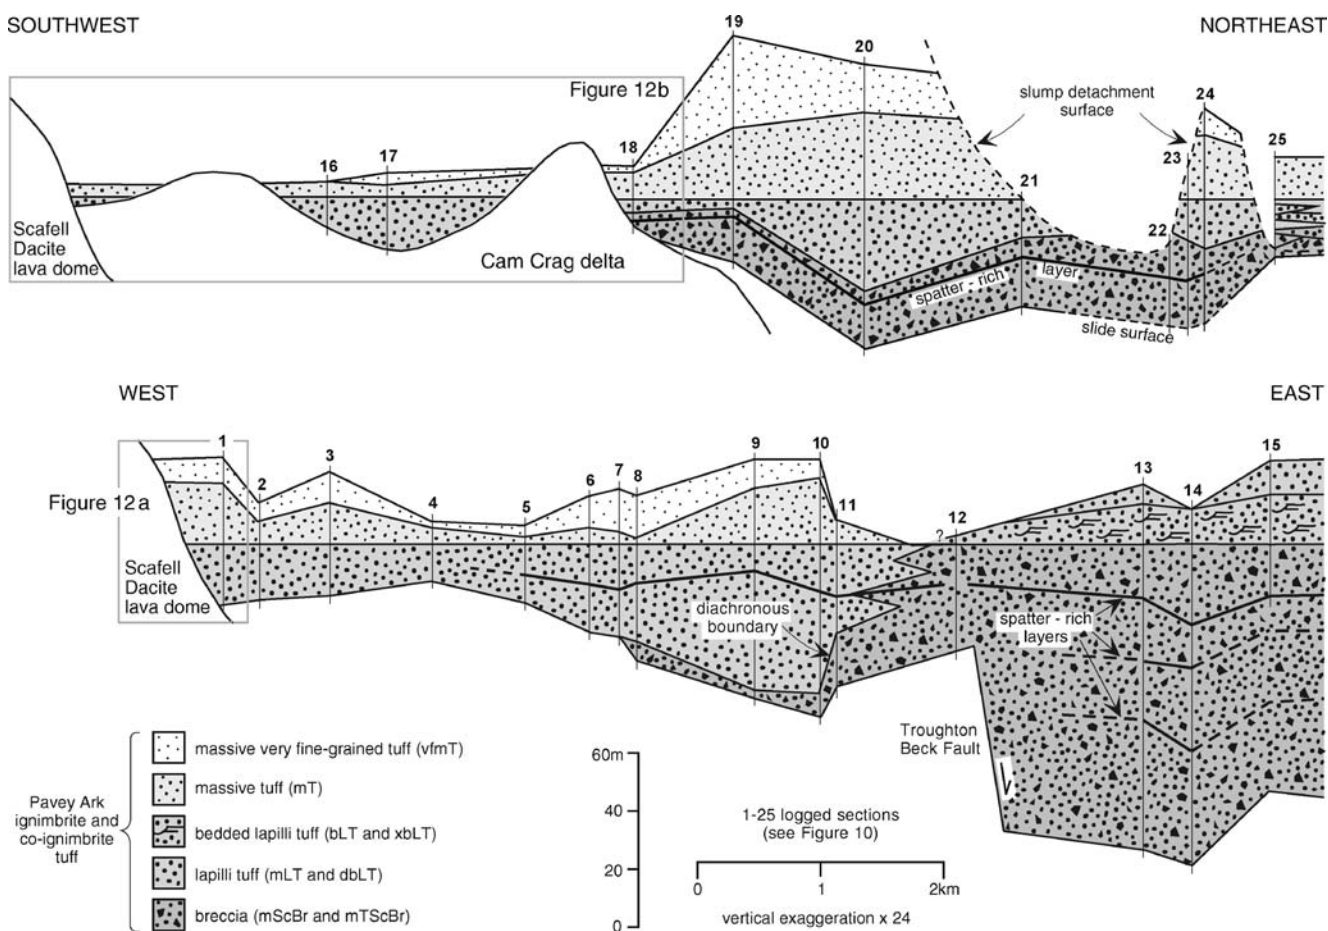 SOUTHWEST
NORTHEAST
19
20
24
25
23
22
21
18
17
16
Figure 12b
slump detachment
surface
Scafell
Dacite
lava dome
Cam Crag delta
spatter - rich
layer
slide surface
WEST
EAST
1
2
3
4
5
6
7
8
9
10
11
?
12
13
14
15
Figure 12a
Scafell
Dacite
lava dome
diachronous
boundary
spatter - rich
layers
Troughton
Beck Fault
Pavey Ark
ignimbrite and
co-ignimbrite
tuff
massive very fine-grained tuff (vfmT)
massive tuff (mT)
bedded lapilli tuff (bLT and xbLT)
lapilli tuff (mLT and dbLT)
breccia (mScBr and mTScBr)
60m
40
20
0
1-25 logged sections
(see Figure 10)
0 1 2km
vertical exaggeration x 24